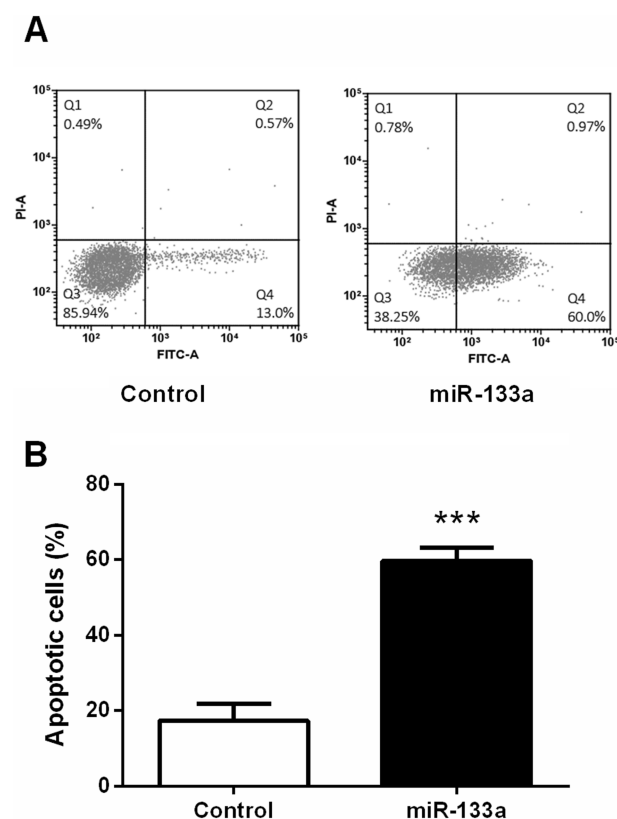 A
10⁵
10⁴
10³
10²
PI-A
Q1
0.49%
Q2
0.57%
Q3
85.94%
Q4
13.0%
10² 10³ 10⁴ 10⁵
FITC-A
Control
10⁵
10⁴
10³
10²
PI-A
Q1
0.78%
Q2
0.97%
Q3
38.25%
Q4
60.0%
10² 10³ 10⁴ 10⁵
FITC-A
miR-133a
B
Apoptotic cells (%)
80
60
40
20
0
***
Control miR-133a